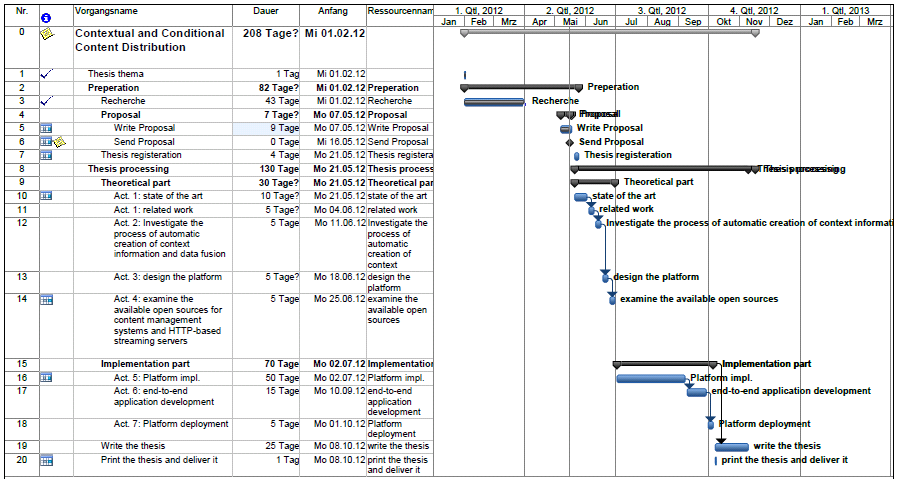 Nr. Vorgangsname Dauer Anfang Ressourcennam 1. Qtl, 2012 2. Qtl, 2012 3. Qtl, 2012 4. Qtl, 2012 1. Qtl, 2013
Jan Feb Mrz Apr Mai Jun Jul Aug Sep Okt Nov Dez Jan Feb Mrz
0 Contextual and Conditional 208 Tage? Mi 01.02.12
Content Distribution
1 Thesis thema 1 Tag Mi 01.02.12
2 Preperation 82 Tage? Mi 01.02.12 Preperation Preperation
3 Recherche 43 Tage Mi 01.02.12 Recherche Recherche
4 Proposal 7 Tage? Mo 07.05.12 Proposal Proposal
5 Write Proposal 9 Tage Mo 07.05.12 Write Proposal Write Proposal
6 Send Proposal 0 Tage Mi 16.05.12 Send Proposal Send Proposal
7 Thesis registeration 4 Tage Mo 21.05.12 Thesis registera Thesis registeration
8 Thesis processing 130 Tage Mo 21.05.12 Thesis process Thesis processing
9 Theoretical part 30 Tage? Mo 21.05.12 Theoretical par Theoretical part
10 Act. 1: state of the art 10 Tage? Mo 21.05.12 state of the art state of the art
11 Act. 1: related work 5 Tage? Mo 04.06.12 related work related work
12 Act. 2: Investigate the 5 Tage Mo 11.06.12 Investigate the Investigate the process of automatic creation of context informati
process of automatic process of
creation of context automatic
information and data fusion creation of
context
13 Act. 3: design the platform 5 Tage? Mo 18.06.12 design the design the platform
platform
14 Act. 4: examine the 5 Tage Mo 25.06.12 examine the examine the available open sources
available open sources for available open
content management sources
systems and HTTP-based
streaming servers
15 Implementation part 70 Tage Mo 02.07.12 Implementation Implementation part
16 Act. 5: Platform impl. 50 Tage Mo 02.07.12 Platform impl. Platform impl.
17 Act. 6: end-to-end 15 Tage Mo 10.09.12 end-to-end end-to-end application development
application development application
development
18 Act. 7: Platform deployment 5 Tage Mo 01.10.12 Platform Platform deployment
deployment
19 Write the thesis 25 Tage Mo 08.10.12 write the thesis write the thesis
20 Print the thesis and deliver it 1 Tag Mo 08.10.12 print the thesis print the thesis and deliver it
and deliver it